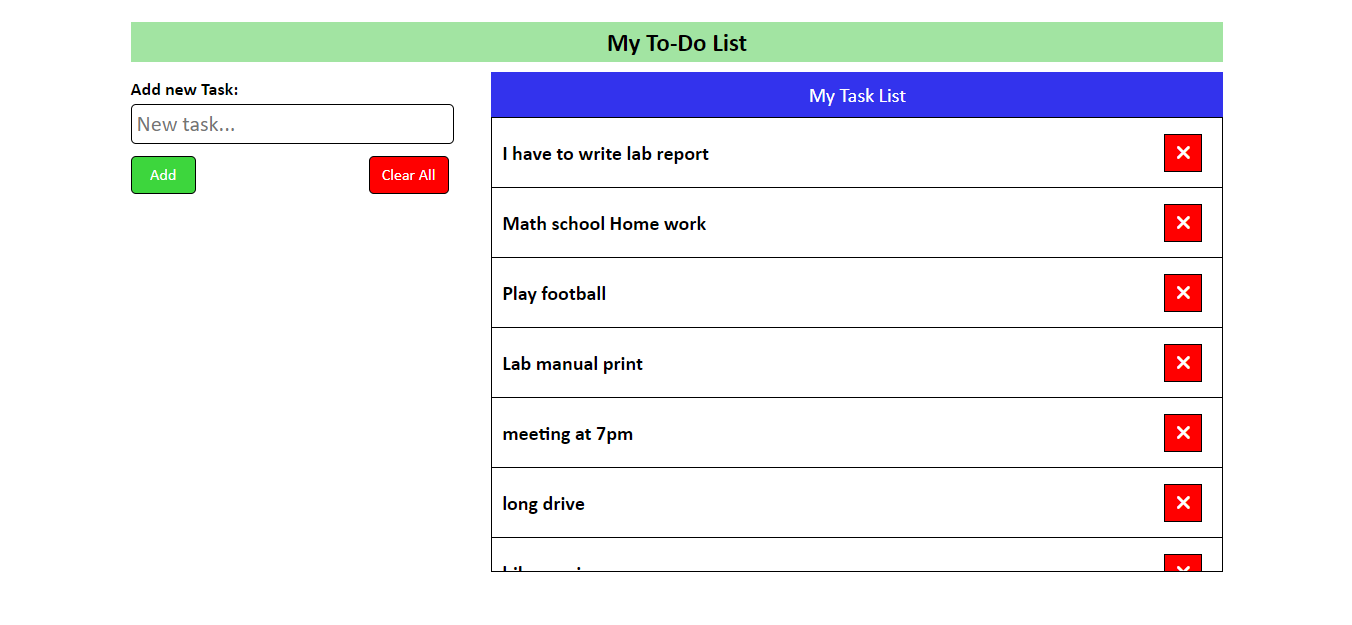 My To-Do List
Add new Task:
New task...
Add
Clear All
My Task List
I have to write lab report
Math school Home work
Play football
Lab manual print
meeting at 7pm
long drive